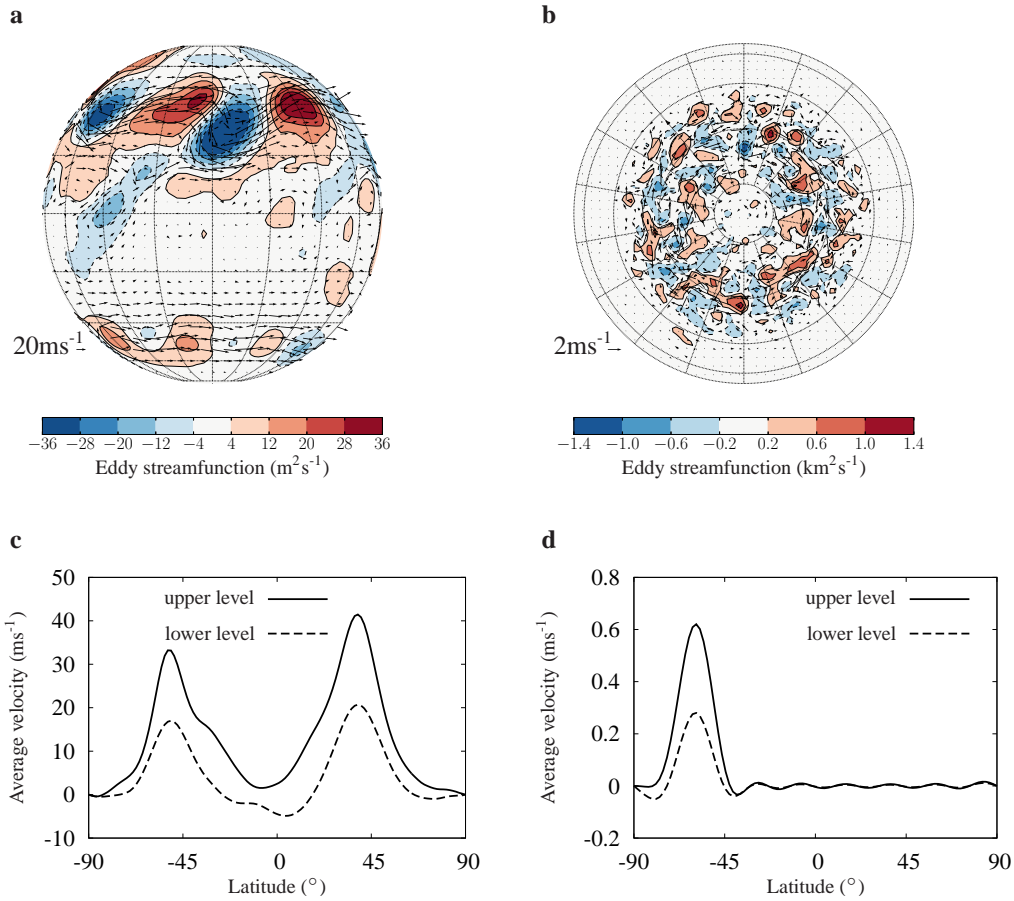 a
b
20ms-1
2ms-1
−36 −28 −20 −12 −4 4 12 20 28 36
Eddy streamfunction (m2s-1)
−1.4 −1.0 −0.6 −0.2 0.2 0.6 1.0 1.4
Eddy streamfunction (km2s-1)
c
d
50
40
30
20
10
0
-10
Average velocity (ms-1)
upper level
lower level
-90 -45 0 45 90
Latitude (°)
0.8
0.6
0.4
0.2
0
-0.2
Average velocity (ms-1)
upper level
lower level
-90 -45 0 45 90
Latitude (°)